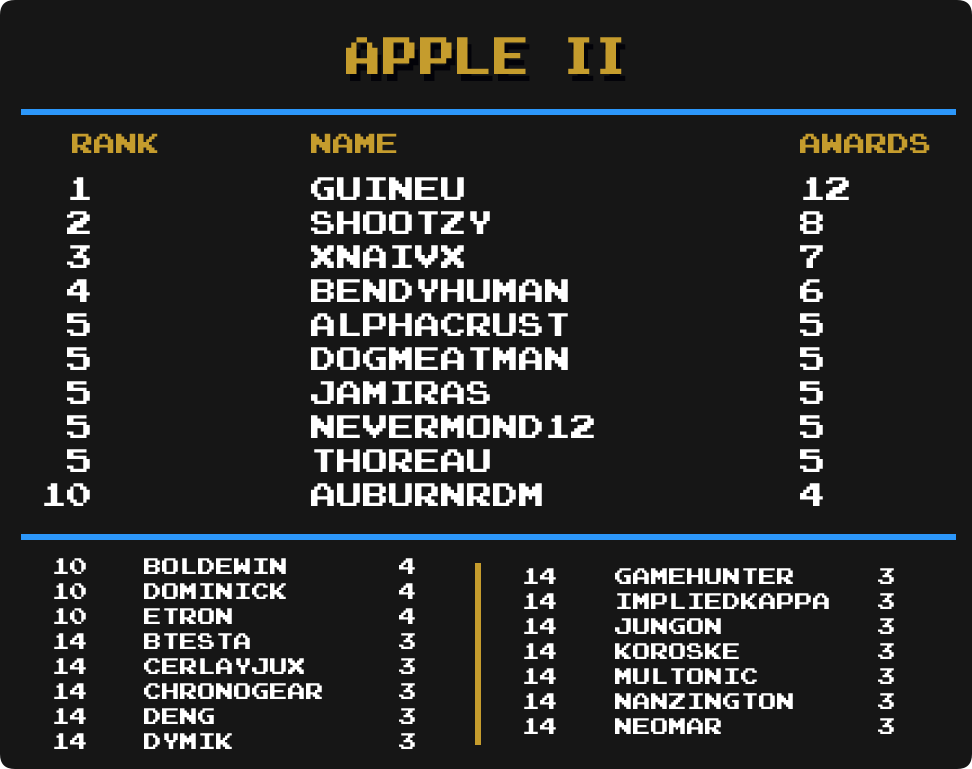 APPLE II
RANK NAME AWARDS
1 GUINEU 12
2 SHOOTZY 8
3 XNAIVX 7
4 BENDYHUMAN 6
5 ALPHACRUST 5
5 DOGMEATMAN 5
5 JAMIRAS 5
5 NEVERMOND12 5
5 THOREAU 5
10 AUBURNRDM 4
10 BOLDEWIN 4
10 DOMINICK 4
10 ETRON 4
14 BTESTA 3
14 CERLAYJUX 3
14 CHRONOGEAR 3
14 DENG 3
14 DYMIK 3
14 GAMEHUNTER 3
14 IMPLIEDKAPPA 3
14 JUNGON 3
14 KOROSKE 3
14 MULTONIC 3
14 NANZINGTON 3
14 NEOMAR 3